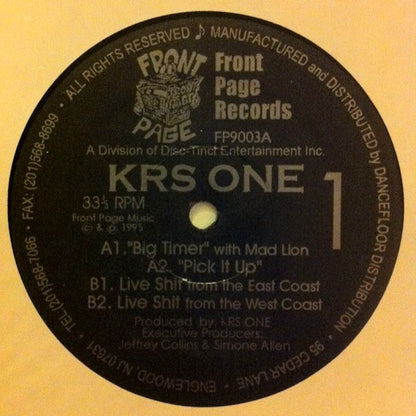 ALL RIGHTS RESERVED ♪ MANUFACTURED and DISTRIBUTED by DANCEFLOOR DISTRIBUTION • 95 CEDAR LANE • ENGLEWOOD, NJ 07631 • TEL:(201)568-1066 • FAX: (201)568-8699 •
FRONT
PAGE
Front
Page
Records
FP9003A
A Division of Disc-Tinct Entertainment Inc.
KRS ONE
33⅓ RPM
1
Front Page Music
(c) & (p) 1995
A1."Big Timer" with Mad Lion
A2. "Pick It Up"
B1. Live Shit from the East Coast
B2. Live Shit from the West Coast
Produced by: KRS ONE
Executive Producers:
Jeffrey Collins & Simone Allen